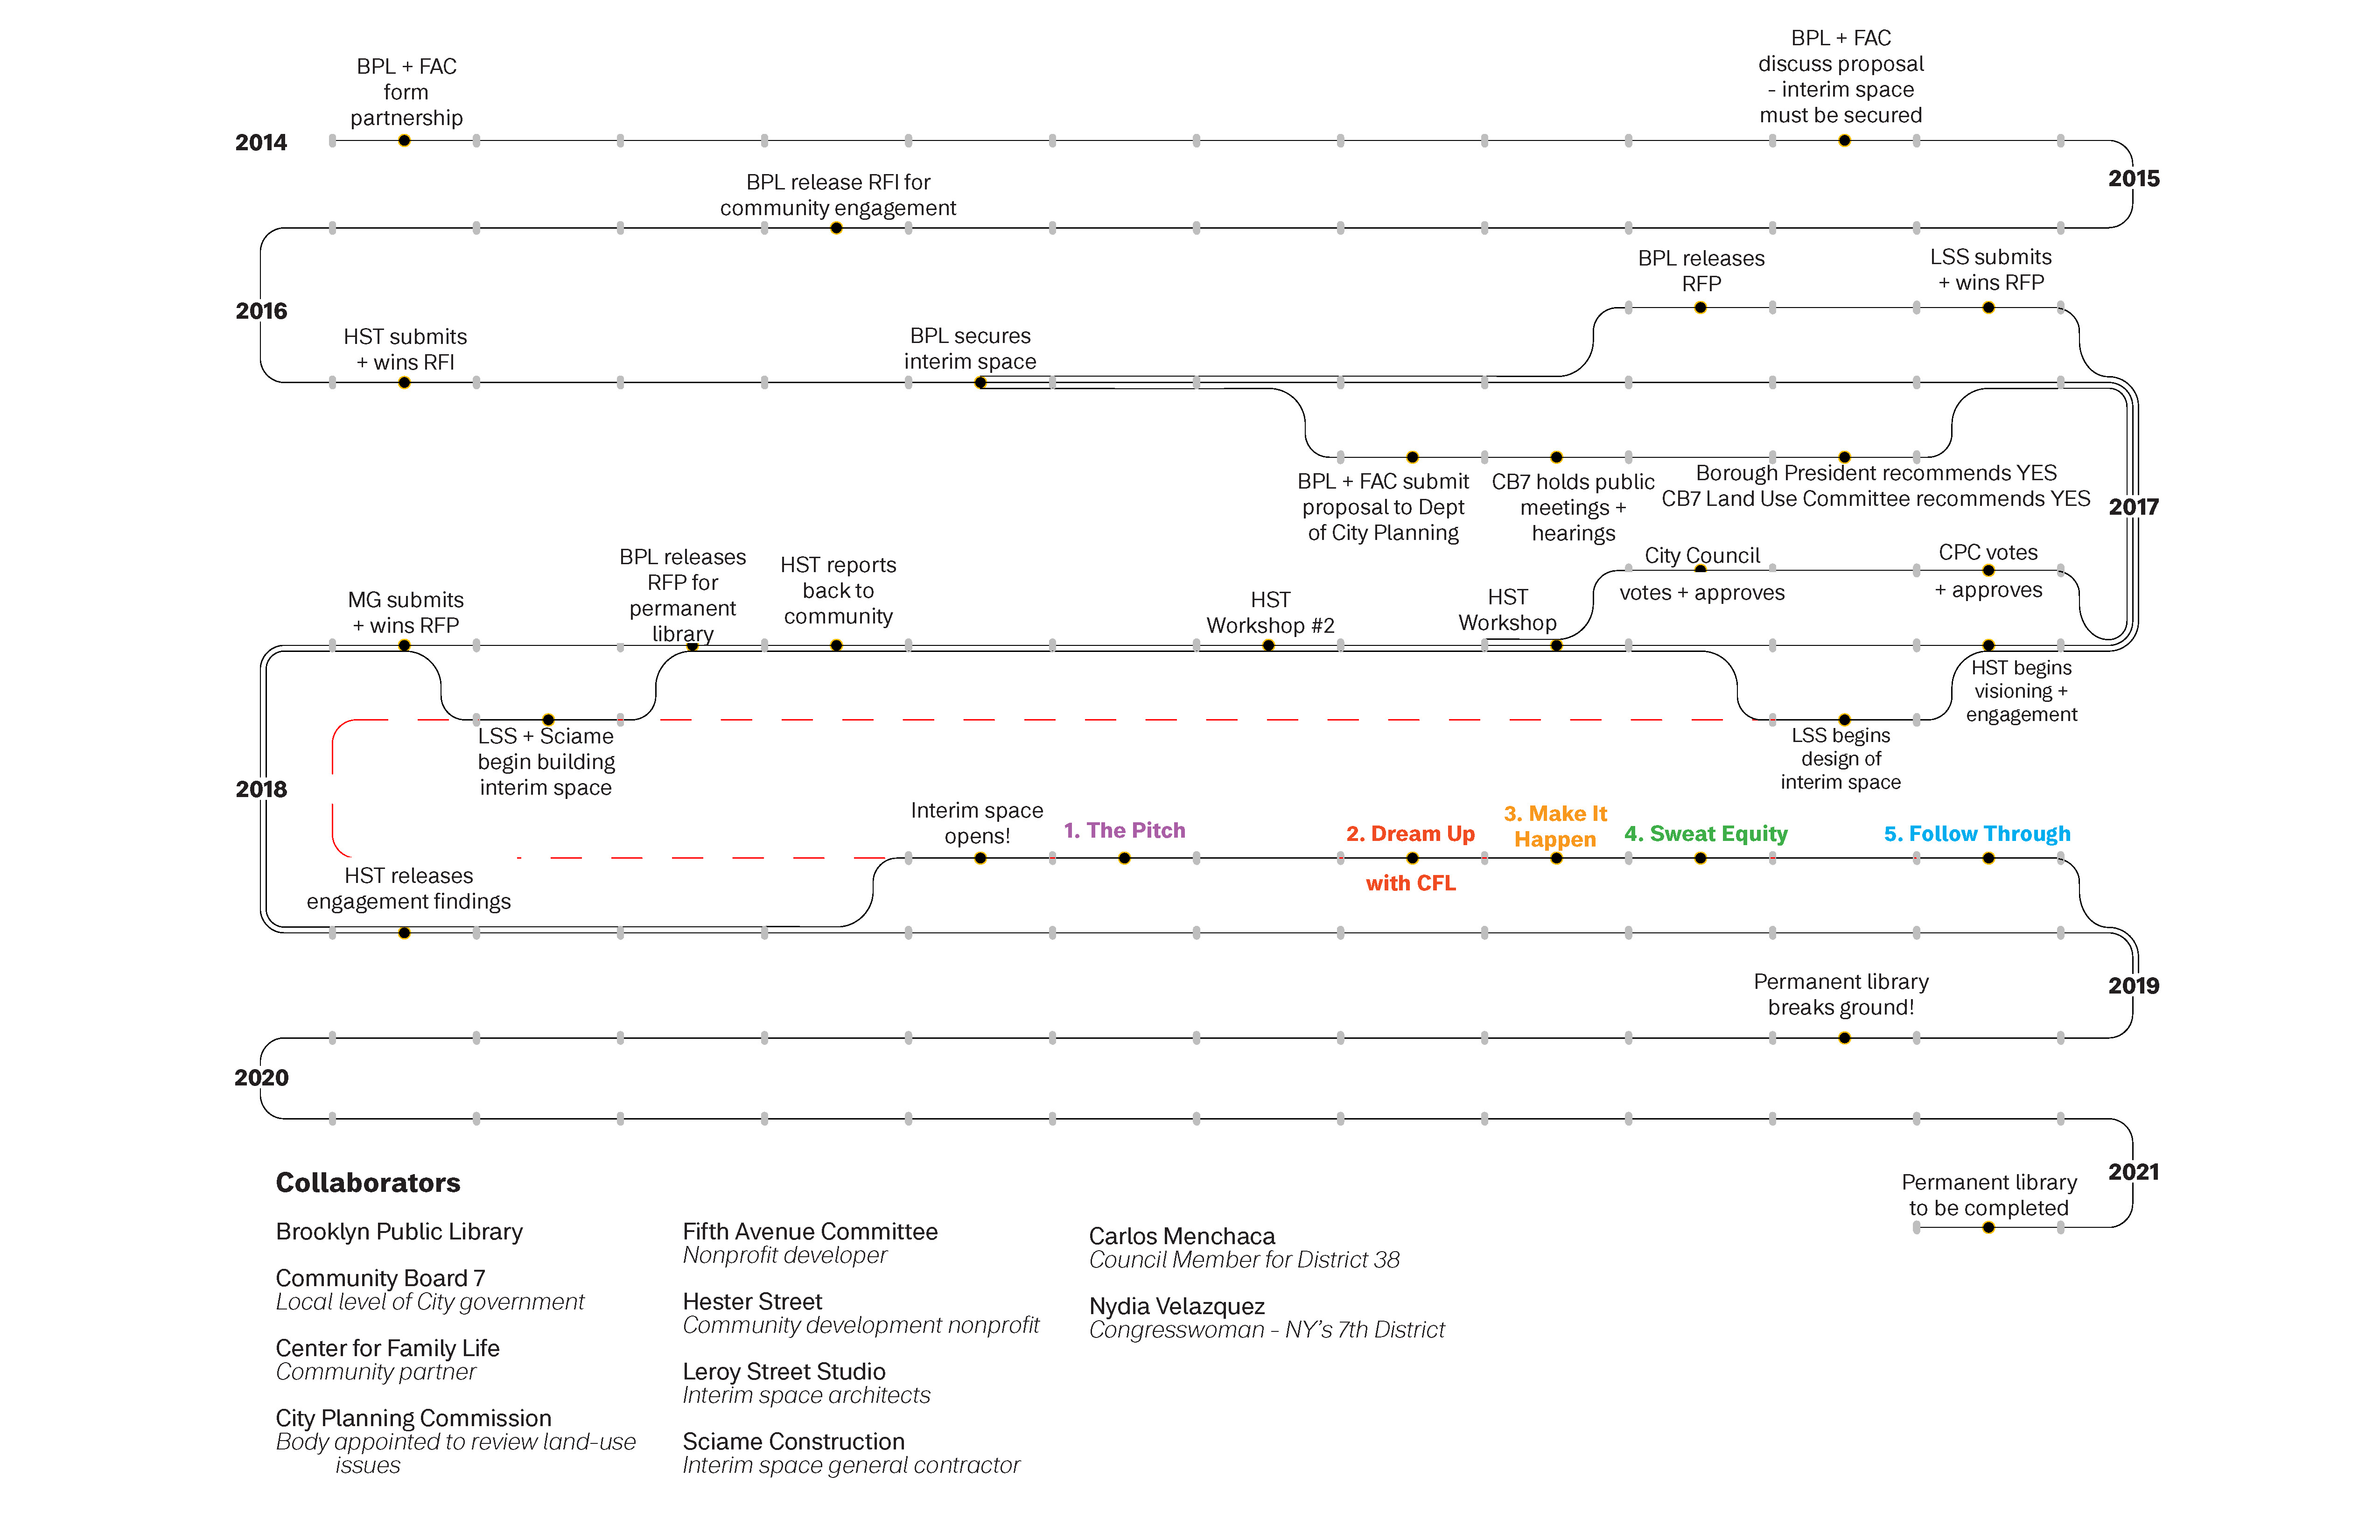 BPL + FAC
form
partnership
BPL + FAC
discuss proposal
- interim space
must be secured
2014
2015
BPL release RFI for
community engagement
2016
HST submits
+ wins RFI
BPL secures
interim space
BPL releases
RFP
LSS submits
+ wins RFP
BPL + FAC submit
proposal to Dept
of City Planning
CB7 holds public
meetings +
hearings
Borough President recommends YES
CB7 Land Use Committee recommends YES
2017
MG submits
+ wins RFP
BPL releases
RFP for
permanent
library
HST reports
back to
community
HST
Workshop #2
HST
Workshop
City Council
votes + approves
CPC votes
+ approves
HST begins
visioning +
engagement
LSS + Sciame
begin building
interim space
LSS begins
design of
interim space
2018
HST releases
engagement findings
Interim space
opens!
1. The Pitch
2. Dream Up
with CFL
3. Make It
Happen
4. Sweat Equity
5. Follow Through
2019
Permanent library
breaks ground!
2020
2021
Permanent library
to be completed
Collaborators
Brooklyn Public Library
Community Board 7
Local level of City government
Center for Family Life
Community partner
City Planning Commission
Body appointed to review land-use
issues
Fifth Avenue Committee
Nonprofit developer
Hester Street
Community development nonprofit
Leroy Street Studio
Interim space architects
Sciame Construction
Interim space general contractor
Carlos Menchaca
Council Member for District 38
Nydia Velazquez
Congresswoman - NY's 7th District